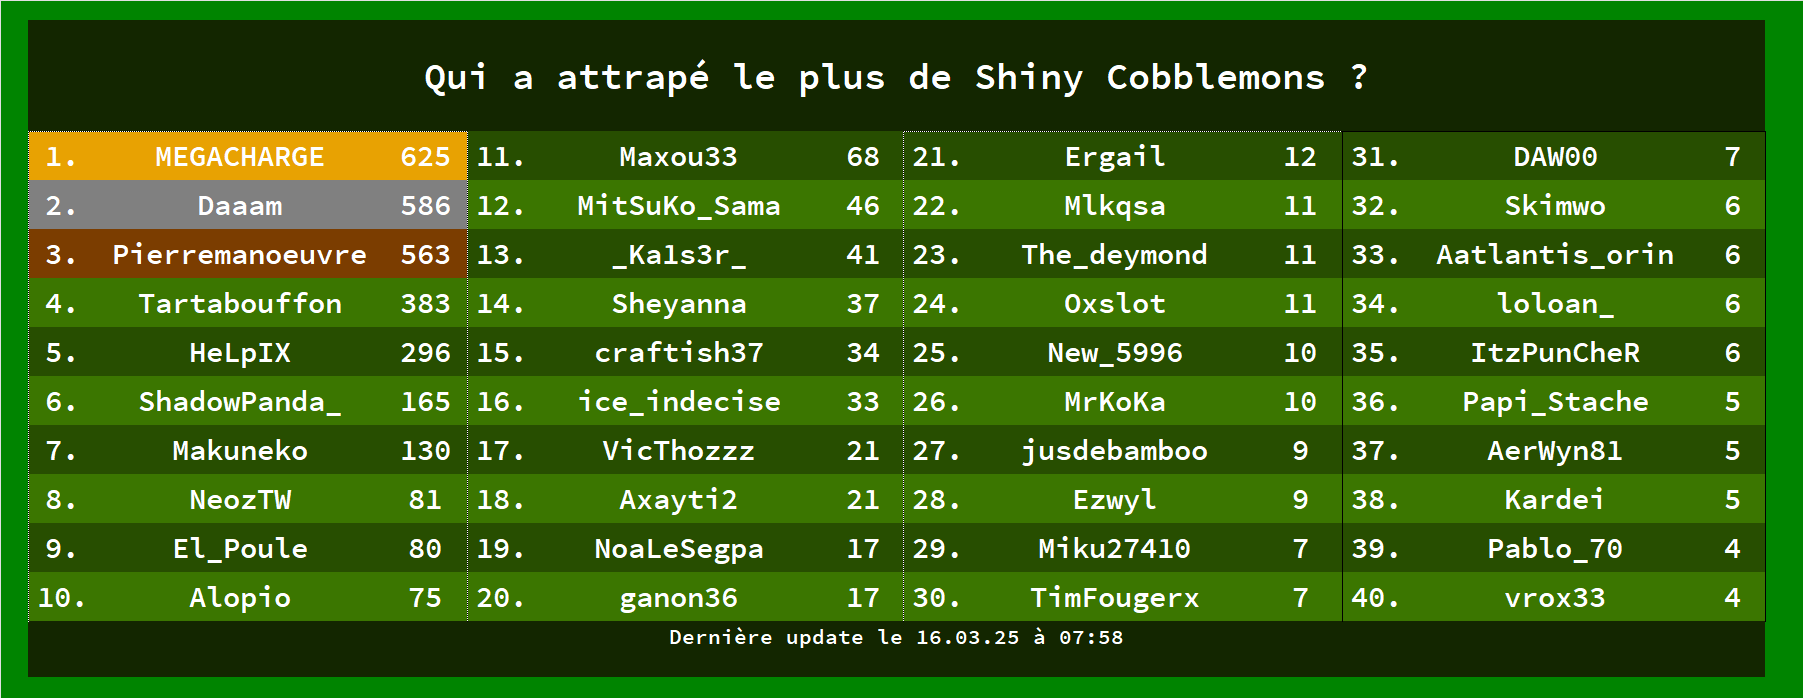 Qui a attrapé le plus de Shiny Cobblemons ?
1. MEGACHARGE 625
2. Daaam 586
3. Pierremanoeuvre 563
4. Tartabouffon 383
5. HeLpIX 296
6. ShadowPanda_ 165
7. Makuneko 130
8. NeozTW 81
9. El_Poule 80
10. Alopio 75
11. Maxou33 68
12. MitSuKo_Sama 46
13. _Ka1s3r_ 41
14. Sheyanna 37
15. craftish37 34
16. ice_indecise 33
17. VicThozzz 21
18. Axayti2 21
19. NoaLeSegpa 17
20. ganon36 17
21. Ergail 12
22. Mlkqsa 11
23. The_deymond 11
24. Oxslot 11
25. New_5996 10
26. MrKoKa 10
27. jusdebamboo 9
28. Ezwyl 9
29. Miku27410 7
30. TimFougerx 7
31. DAW00 7
32. Skimwo 6
33. Aatlantis_orin 6
34. loloan_ 6
35. ItzPunCheR 6
36. Papi_Stache 5
37. AerWyn81 5
38. Kardei 5
39. Pablo_70 4
40. vrox33 4
Dernière update le 16.03.25 à 07:58